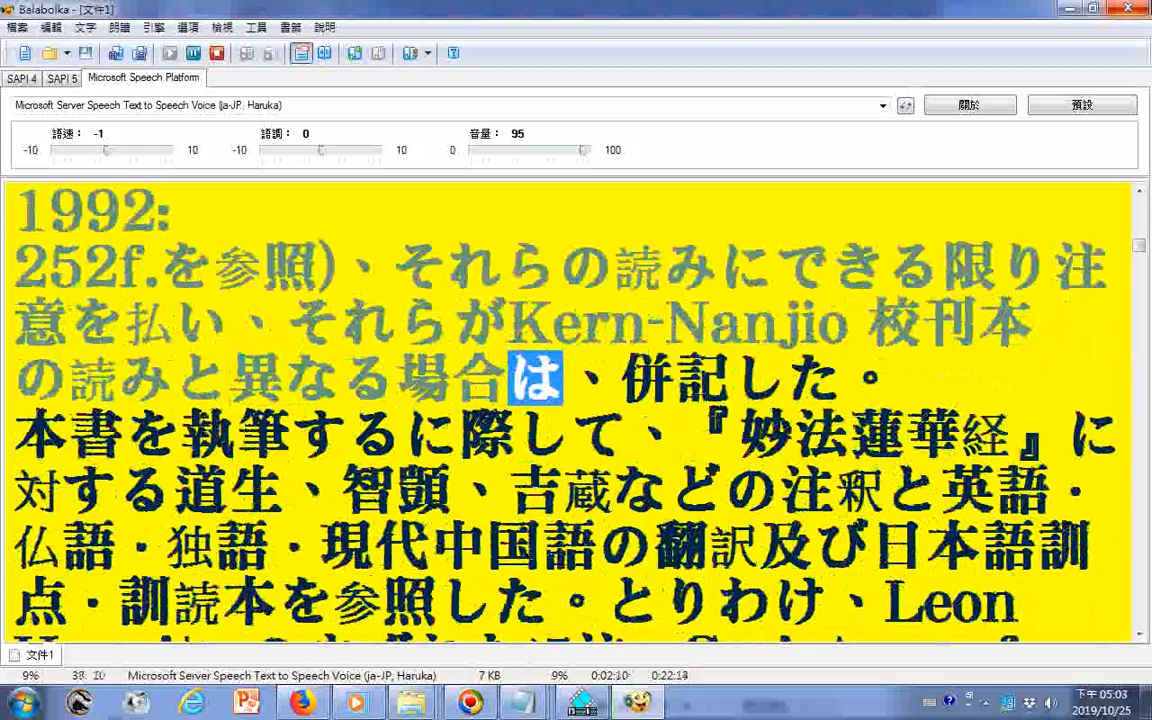 Balabolka - [文件1]
檔案 編輯 文字 朗讀 引擎 選項 檢視 工具 書籤 說明
SAPI 4 SAPI 5 Microsoft Speech Platform
Microsoft Server Speech Text to Speech Voice (ja-JP, Haruka) 關於 預設
語速： -1 語調： 0 音量： 95
-10 10 -10 10 0 100
1992:
252f.を参照)、それらの読みにできる限り注
意を払い、それらがKern-Nanjio 校刊本
の読みと異なる場合は、併記した。
本書を執筆するに際して、『妙法蓮華経』に
対する道生、智顗、吉蔵などの注釈と英語·
仏語·独語·現代中国語の翻訳及び日本語訓
点·訓読本を参照した。とりわけ、Leon
文件1
9% Microsoft Server Speech Text to Speech Voice (ja-JP, Haruka) 7 KB 9% 0:02:10 0:22:13
下午 05:03
2019/10/25